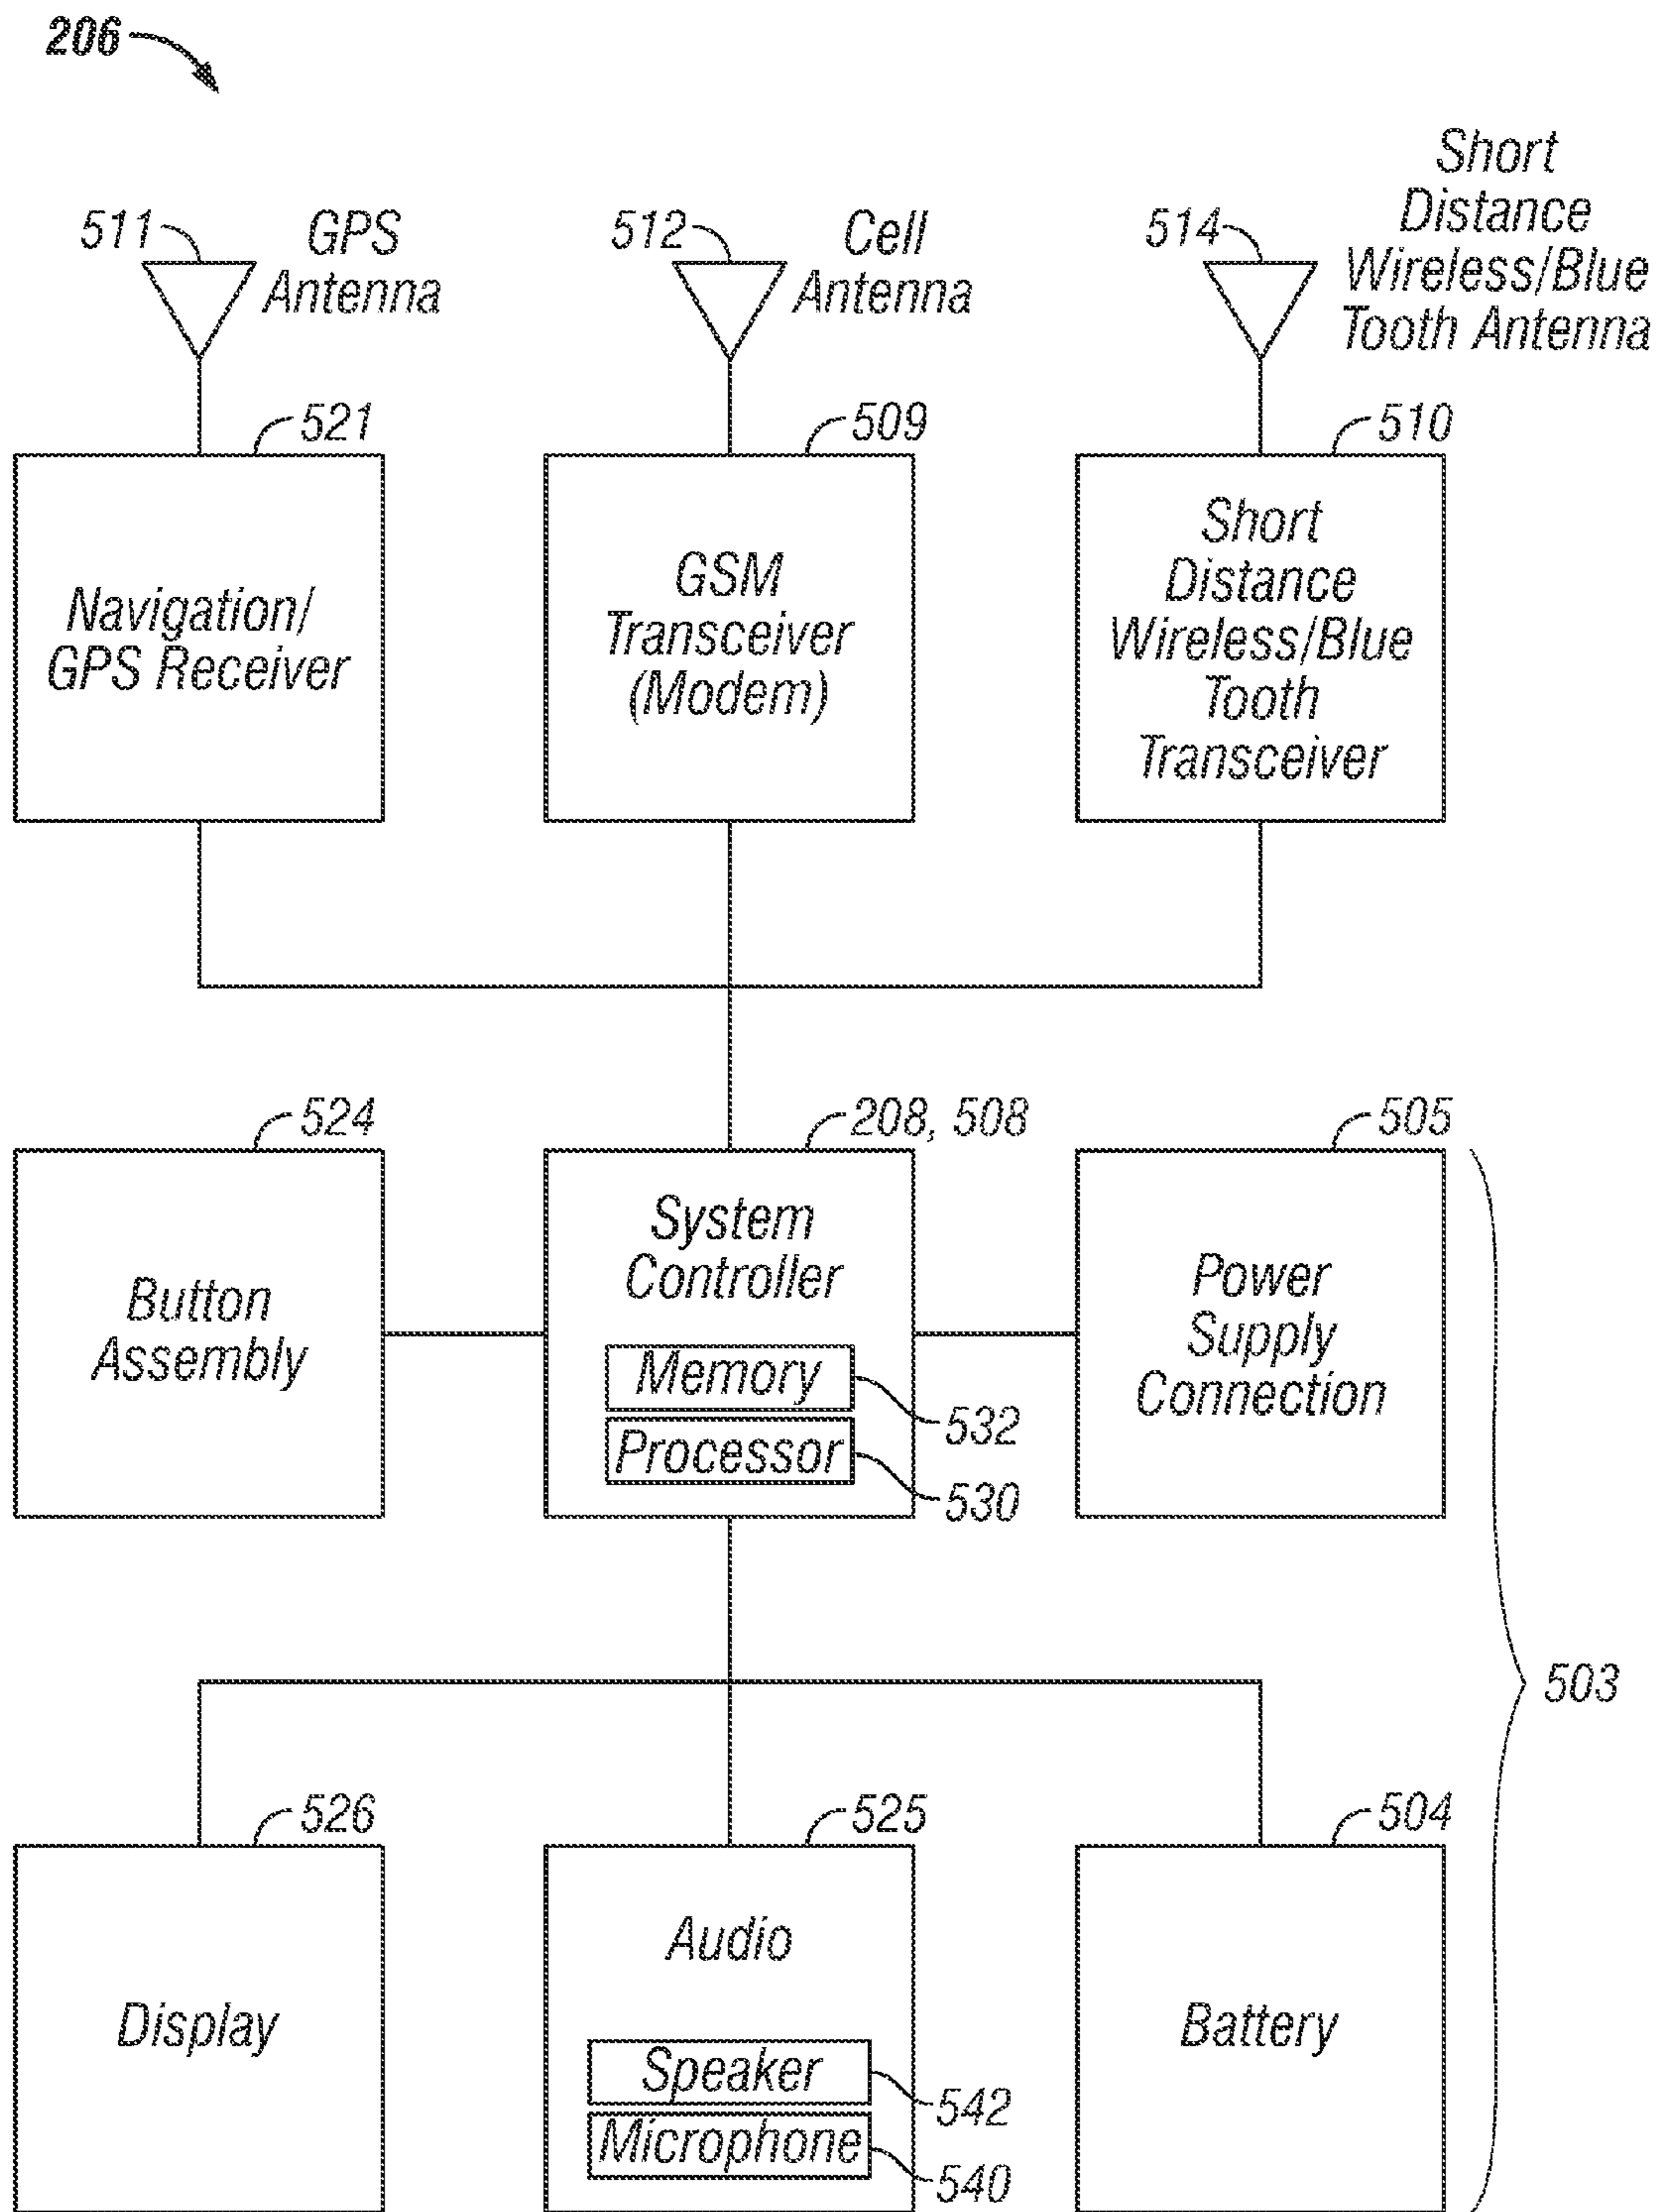 206
511
GPS
Antenna
512
Cell
Antenna
514
Short
Distance
Wireless/Blue
Tooth Antenna
521
Navigation/
GPS Receiver
509
GSM
Transceiver
(Modem)
510
Short
Distance
Wireless/Blue
Tooth
Transceiver
524
Button
Assembly
208, 508
System
Controller
Memory
532
Processor
530
505
Power
Supply
Connection
503
526
Display
525
Audio
Speaker
542
Microphone
540
504
Battery